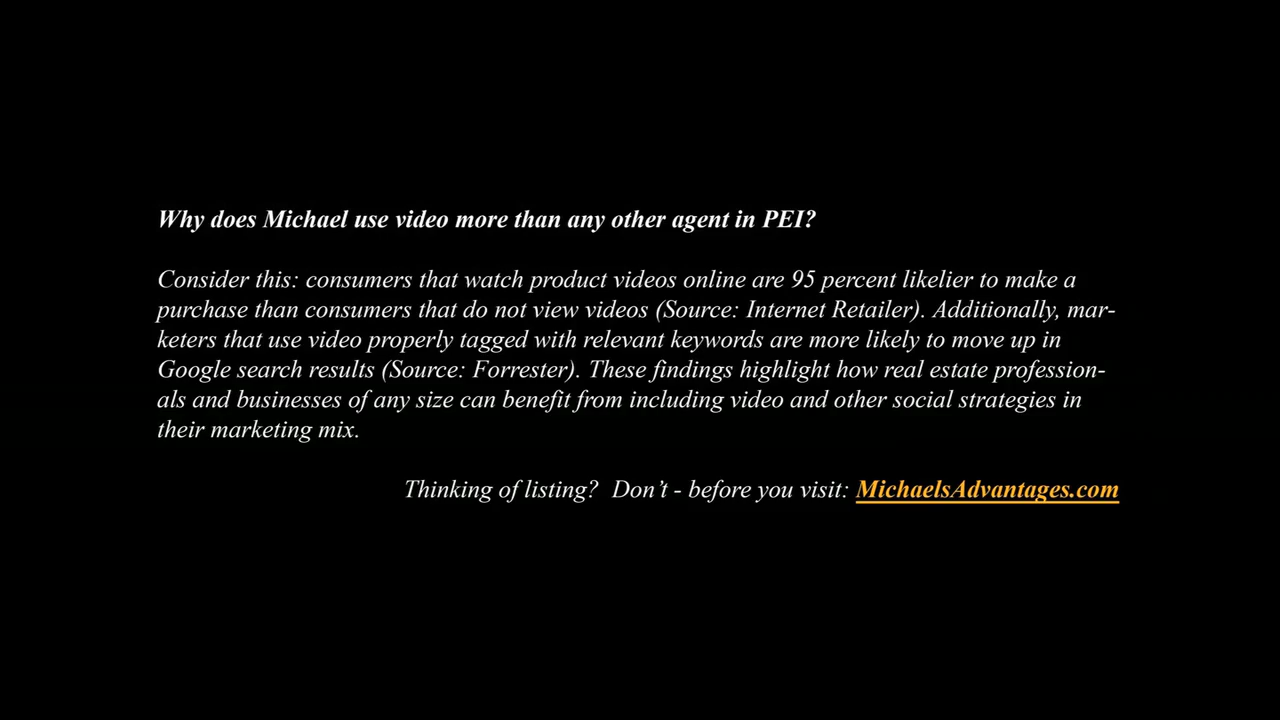 Why does Michael use video more than any other agent in PEI?
Consider this: consumers that watch product videos online are 95 percent likelier to make a
purchase than consumers that do not view videos (Source: Internet Retailer). Additionally, mar-
keters that use video properly tagged with relevant keywords are more likely to move up in
Google search results (Source: Forrester). These findings highlight how real estate profession-
als and businesses of any size can benefit from including video and other social strategies in
their marketing mix.
Thinking of listing?  Don’t - before you visit: MichaelsAdvantages.com